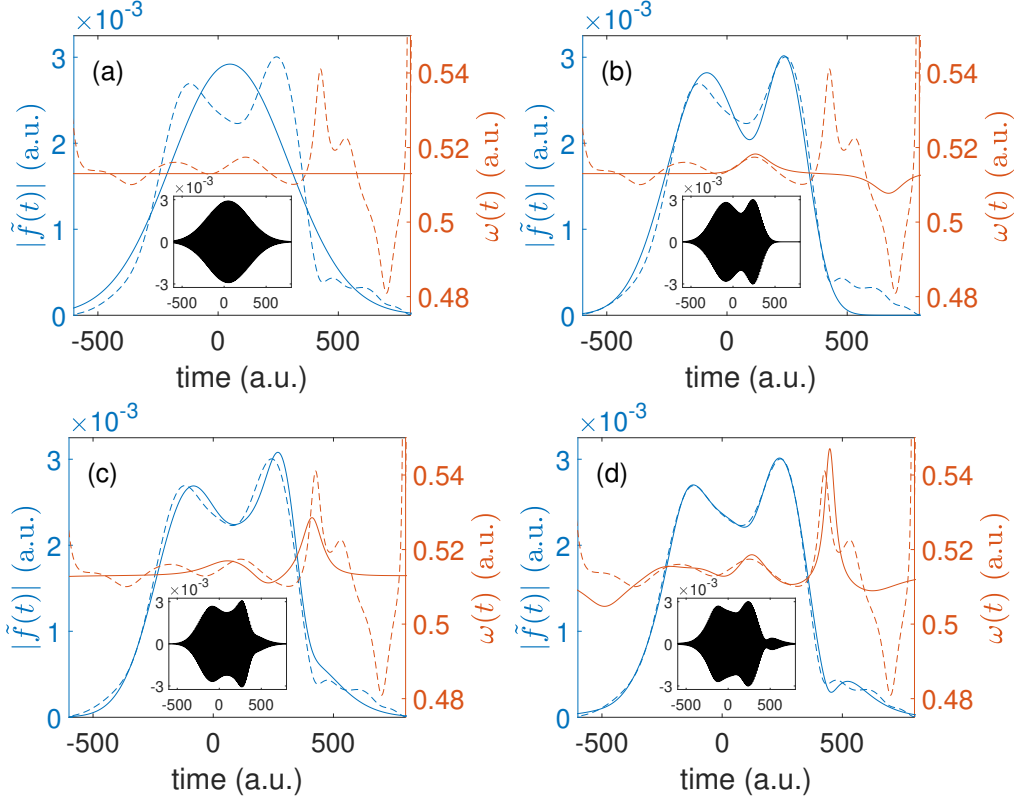 ×10⁻³
(a)
|f̃(t)| (a.u.)
3
2
1
0
0.54
0.52
0.5
0.48
ω(t) (a.u.)
×10⁻³
3
0
-3
-500 0 500
-500 0 500
time (a.u.)
×10⁻³
(b)
|f̃(t)| (a.u.)
3
2
1
0
0.54
0.52
0.5
0.48
ω(t) (a.u.)
×10⁻³
3
0
-3
-500 0 500
-500 0 500
time (a.u.)
×10⁻³
(c)
|f̃(t)| (a.u.)
3
2
1
0
0.54
0.52
0.5
0.48
ω(t) (a.u.)
×10⁻³
3
0
-3
-500 0 500
-500 0 500
time (a.u.)
×10⁻³
(d)
|f̃(t)| (a.u.)
3
2
1
0
0.54
0.52
0.5
0.48
ω(t) (a.u.)
×10⁻³
3
0
-3
-500 0 500
-500 0 500
time (a.u.)